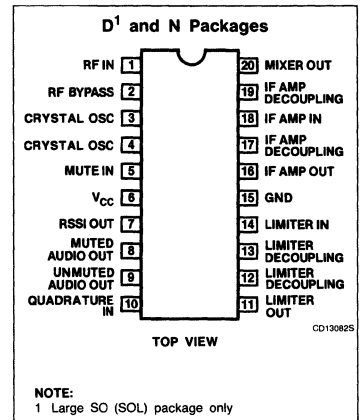 D1 and N Packages
RF IN 1
RF BYPASS 2
CRYSTAL OSC 3
CRYSTAL OSC 4
MUTE IN 5
VCC 6
RSSI OUT 7
MUTED
AUDIO OUT 8
UNMUTED
AUDIO OUT 9
QUADRATURE
IN 10
20 MIXER OUT
19 IF AMP
DECOUPLING
18 IF AMP IN
17 IF AMP
DECOUPLING
16 IF AMP OUT
15 GND
14 LIMITER IN
13 LIMITER
DECOUPLING
12 LIMITER
DECOUPLING
11 LIMITER
OUT
CD13082S
TOP VIEW
NOTE:
1 Large SO (SOL) package only